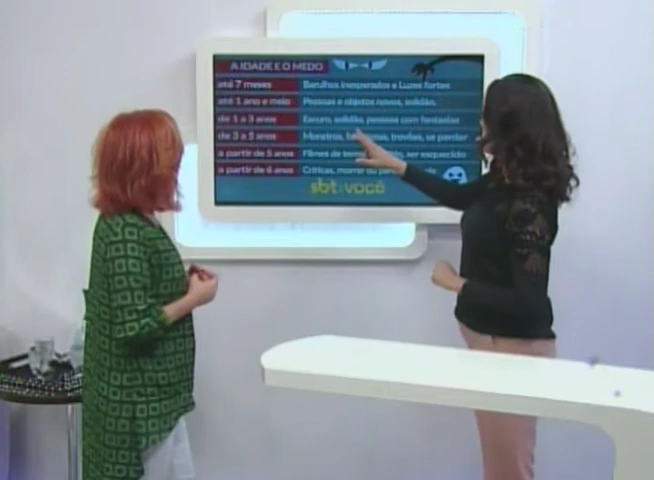 A IDADE E O MEDO
até 7 meses Barulhos inesperados e Luzes fortes
até 1 ano e meio Pessoas e objetos novos, solidão,
de 1 a 3 anos Escuro, solidão, pessoas com fantasias
de 3 a 5 anos Monstros, trovões, se perder
a partir de 5 anos Filmes de ser esquecido
a partir de 6 anos Críticas, morrer ou
sbt VOCÊ